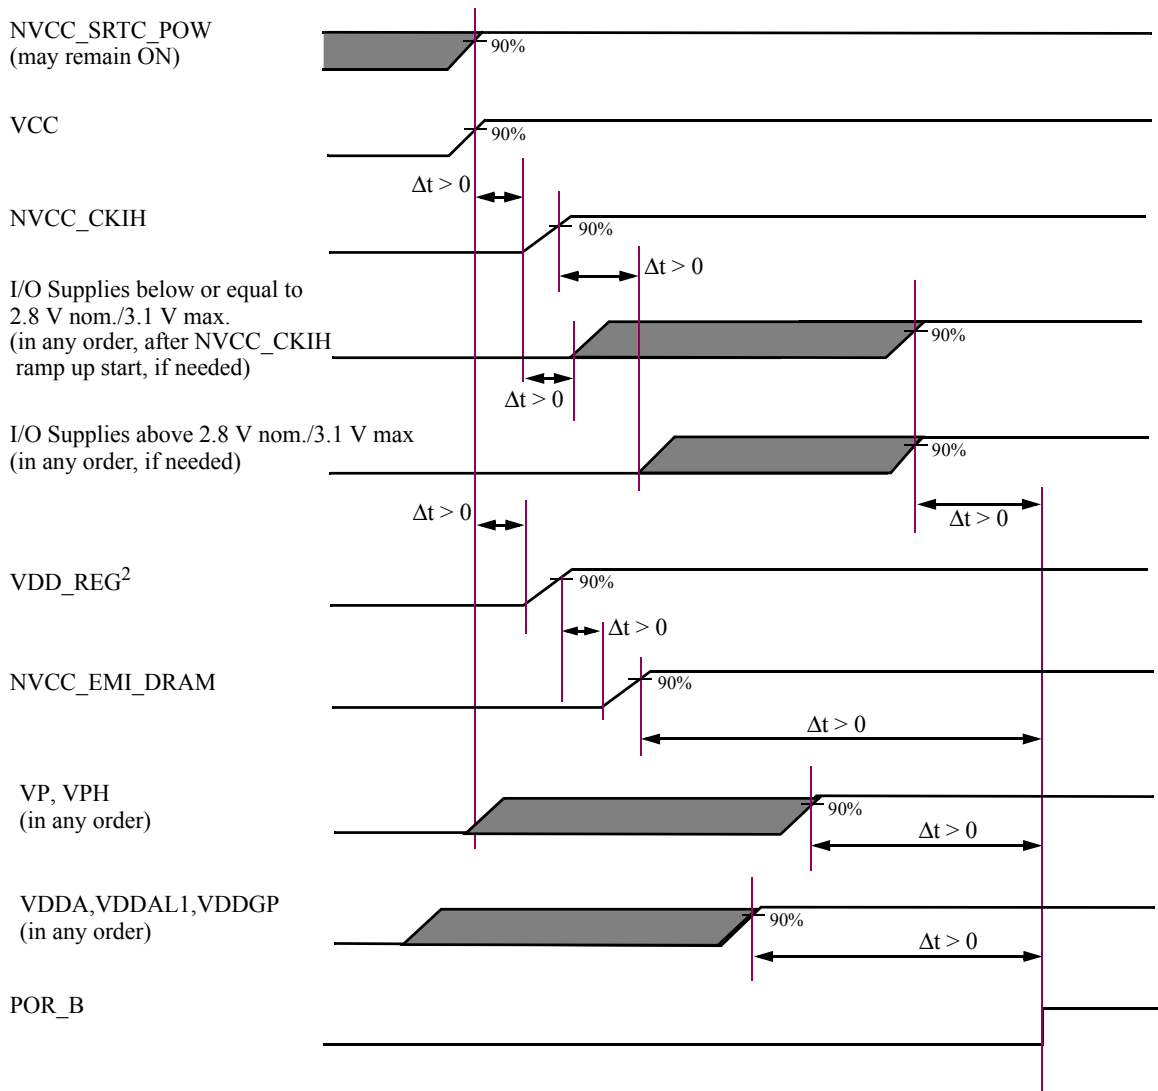 NVCC_SRTC_POW
(may remain ON)
90%
VCC
90%
Δt > 0
NVCC_CKIH
90%
Δt > 0
I/O Supplies below or equal to
2.8 V nom./3.1 V max.
(in any order, after NVCC_CKIH
ramp up start, if needed)
90%
Δt > 0
I/O Supplies above 2.8 V nom./3.1 V max
(in any order, if needed)
90%
Δt > 0
Δt > 0
VDD_REG²
90%
Δt > 0
NVCC_EMI_DRAM
90%
Δt > 0
VP, VPH
(in any order)
90%
Δt > 0
VDDA,VDDAL1,VDDGP
(in any order)
90%
Δt > 0
POR_B